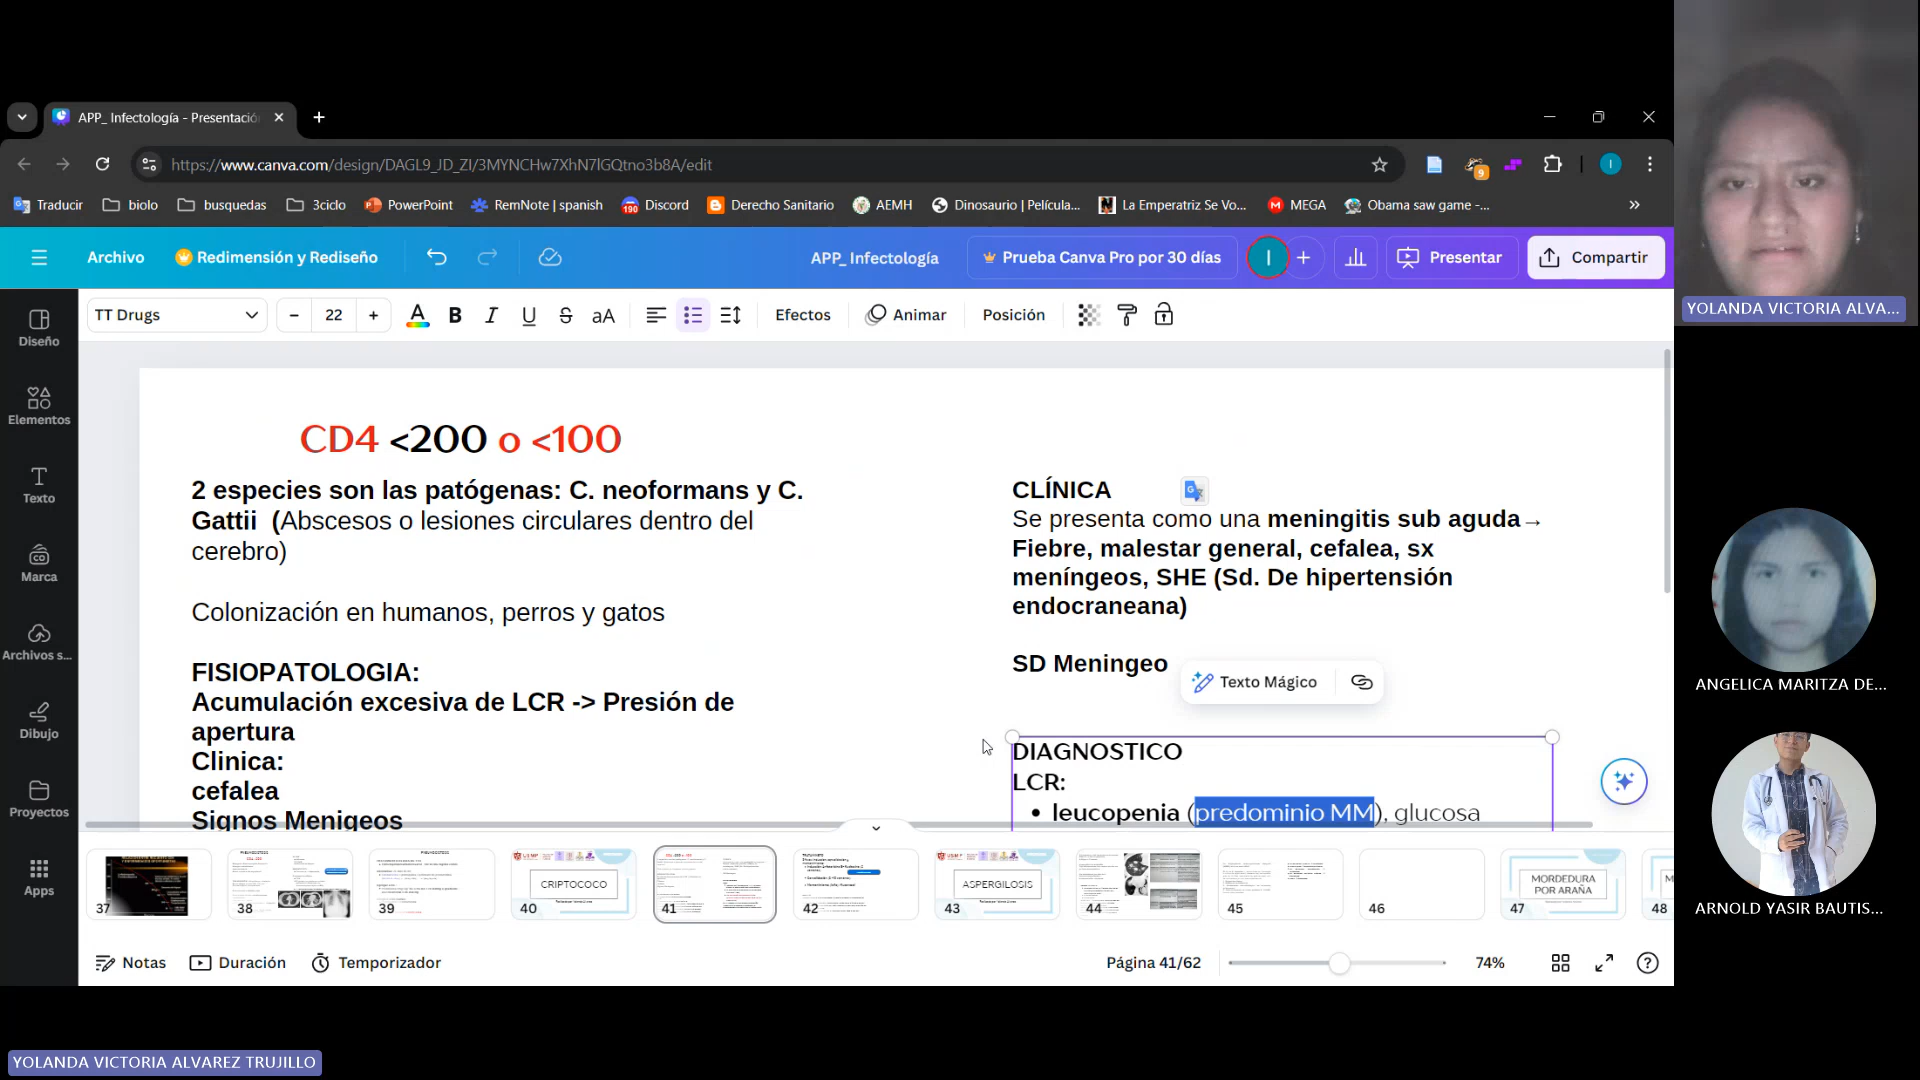 APP_ Infectología - Presentació
https://www.canva.com/design/DAGL9_JD_ZI/3MYNCHw7XhN7lGQtno3b8A/edit
9
I
Traducir
biolo
busquedas
3ciclo
PowerPoint
RemNote | spanish
190
Discord
Derecho Sanitario
AEMH
Dinosaurio | Película...
La Emperatriz Se Vo...
MEGA
Obama saw game -...
»
Archivo
Redimensión y Rediseño
APP_ Infectología
Prueba Canva Pro por 30 días
I
Presentar
Compartir
TT Drugs
- 22 +
A B I U S aA
Efectos
Animar
Posición
Diseño
Elementos
Texto
Marca
Archivos s...
Dibujo
Proyectos
Apps
CD4 <200 o <100
2 especies son las patógenas: C. neoformans y C.
Gattii (Abscesos o lesiones circulares dentro del
cerebro)
Colonización en humanos, perros y gatos
FISIOPATOLOGIA:
Acumulación excesiva de LCR -> Presión de
apertura
Clinica:
cefalea
Signos Menigeos
CLÍNICA
Se presenta como una meningitis sub aguda→
Fiebre, malestar general, cefalea, sx
meníngeos, SHE (Sd. De hipertensión
endocraneana)
SD Meningeo
Texto Mágico
DIAGNOSTICO
LCR:
• leucopenia (predominio MM), glucosa
37
38
39
CRIPTOCOCO
40
41
42
ASPERGILOSIS
43
44
45
46
MORDEDURA
POR ARAÑA
47
48
Notas
Duración
Temporizador
Página 41/62
74%
YOLANDA VICTORIA ALVA...
ANGELICA MARITZA DE...
ARNOLD YASIR BAUTIS...
YOLANDA VICTORIA ALVAREZ TRUJILLO